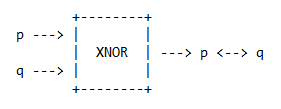 +--------+
p --->  |        |
        |  XNOR  | ---> p <--> q
q --->  |        |
        +--------+